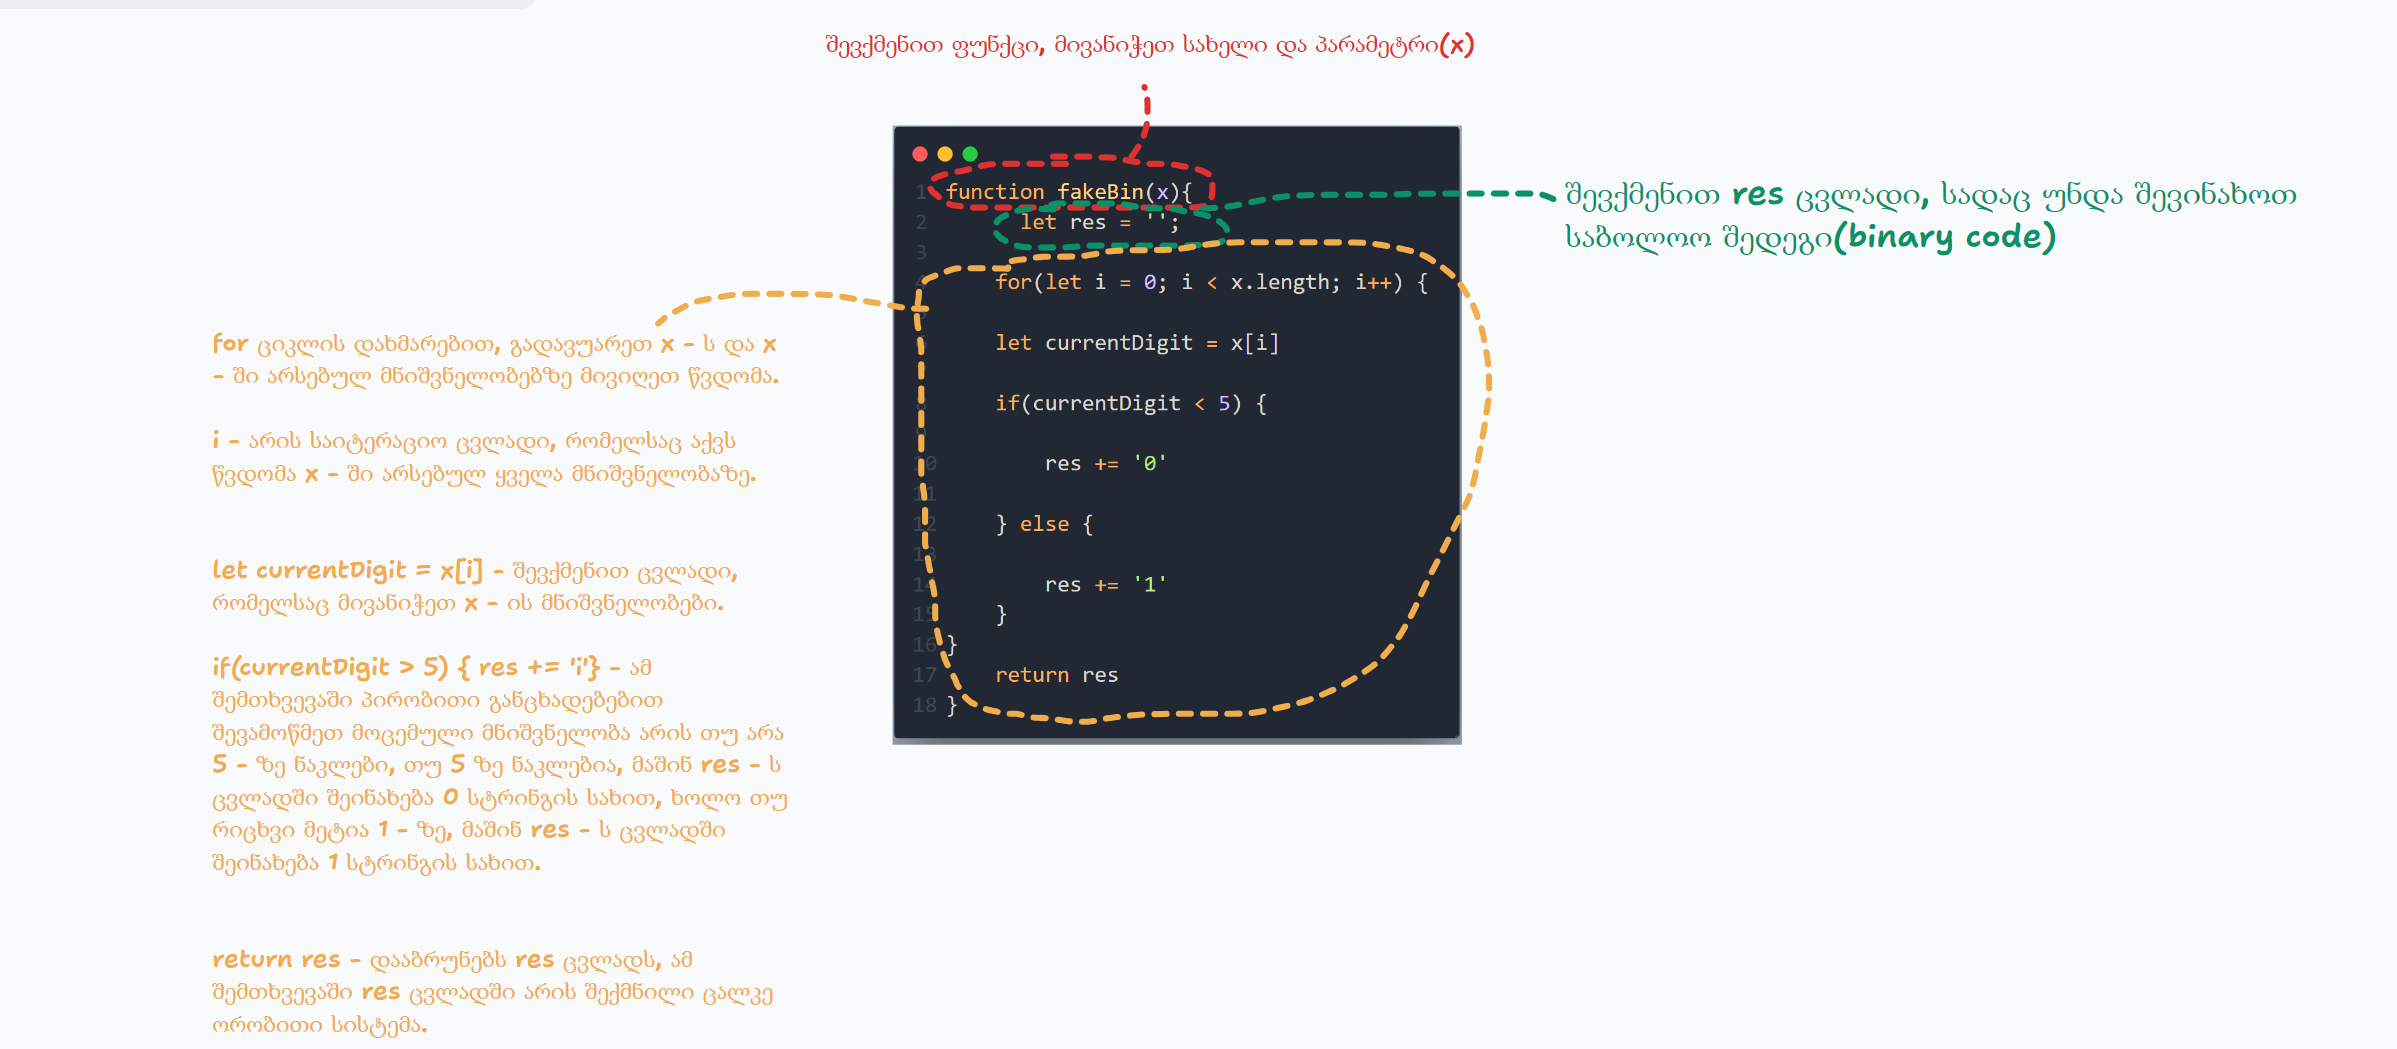 შევქმენით ფუნქცი, მივანიჭეთ სახელი და პარამეტრი(x)
1 function fakeBin(x){
2 let res = '';
3
for(let i = 0; i < x.length; i++) {
let currentDigit = x[i]
8 if(currentDigit < 5) {
10 res += '0'
11
12 } else {
13
14 res += '1'
15 }
16 }
17 return res
18 }
შევქმენით res ცვლადი, სადაც უნდა შევინახოთ
საბოლოო შედეგი(binary code)
for ციკლის დახმარებით, გადავუარეთ x - ს და x
- ში არსებულ მნიშვნელობებზე მივიღეთ წვდომა.
i - არის საიტერაციო ცვლადი, რომელსაც აქვს
წვდომა x - ში არსებულ ყველა მნიშვნელობაზე.
let currentDigit = x[i] - შევქმენით ცვლადი,
რომელსაც მივანიჭეთ x - ის მნიშვნელობები.
if(currentDigit > 5) { res += 'i'} - ამ
შემთხვევაში პირობითი განცხადებებით
შევამოწმეთ მოცემული მნიშვნელობა არის თუ არა
5 - ზე ნაკლები, თუ 5 ზე ნაკლებია, მაშინ res - ს
ცვლადში შეინახება 0 სტრინგის სახით, ხოლო თუ
რიცხვი მეტია 1 - ზე, მაშინ res - ს ცვლადში
შეინახება 1 სტრინგის სახით.
return res - დააბრუნებს res ცვლადს, ამ
შემთხვევაში res ცვლადში არის შექმნილი ცალკე
ორობითი სისტემა.